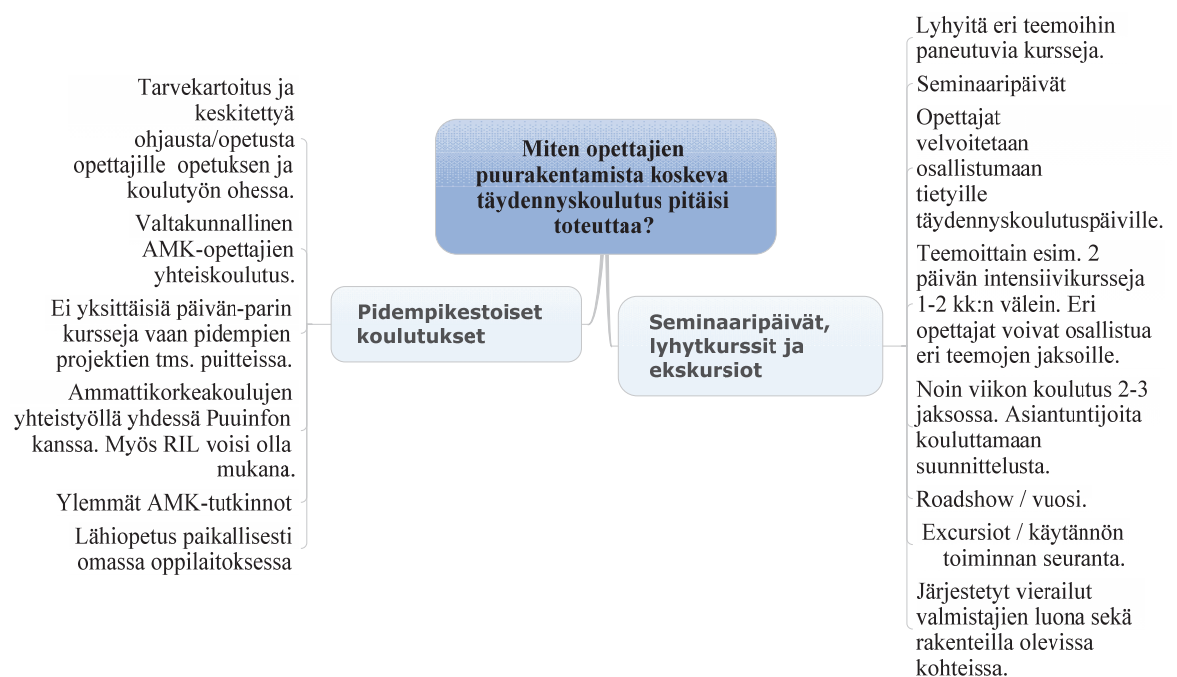 Miten opettajien
puurakentamista koskeva
täydennyskoulutus pitäisi
toteuttaa?
Pidempikestoiset
koulutukset
Tarvekartoitus ja
keskitettyä
ohjausta/opetusta
opettajille opetuksen ja
koulutyön ohessa.
Valtakunnallinen
AMK-opettajien
yhteiskoulutus.
Ei yksittäisiä päivän-parin
kursseja vaan pidempien
projektien tms. puitteissa.
Ammattikorkeakoulujen
yhteistyöllä yhdessä Puuinfon
kanssa. Myös RIL voisi olla
mukana.
Ylemmät AMK-tutkinnot
Lähiopetus paikallisesti
omassa oppilaitoksessa
Seminaaripäivät,
lyhytkurssit ja
ekskursiot
Lyhyitä eri teemoihin
paneutuvia kursseja.
Seminaaripäivät
Opettajat
velvoitetaan
osallistumaan
tietyille
täydennyskoulutuspäiville.
Teemoittain esim. 2
päivän intensiivikursseja
1-2 kk:n välein. Eri
opettajat voivat osallistua
eri teemojen jaksoille.
Noin viikon koulutus 2-3
jaksossa. Asiantuntijoita
kouluttamaan
suunnittelusta.
Roadshow / vuosi.
Excursiot / käytännön
toiminnan seuranta.
Järjestetyt vierailut
valmistajien luona sekä
rakenteilla olevissa
kohteissa.